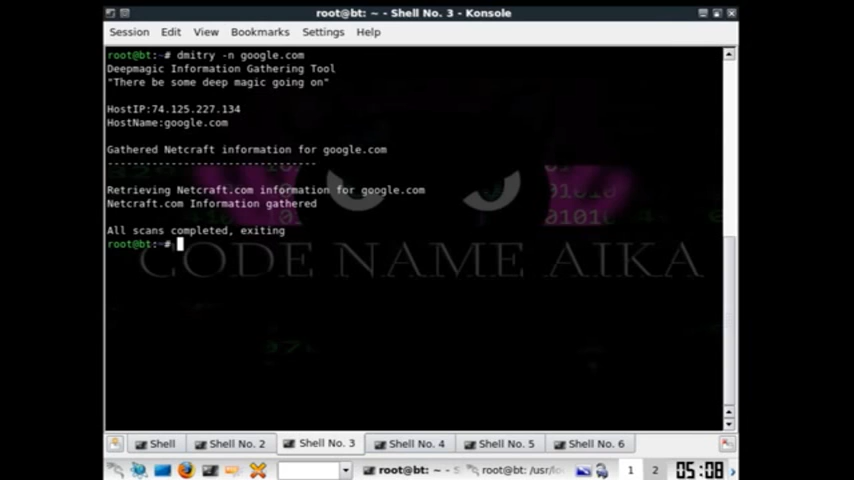 root@bt: ~ - Shell No. 3 - Konsole
Session Edit View Bookmarks Settings Help
root@bt:~# dmitry -n google.com
Deepmagic Information Gathering Tool
"There be some deep magic going on"
HostIP:74.125.227.134
HostName:google.com
Gathered Netcraft information for google.com
---------------------------------
Retrieving Netcraft.com information for google.com
Netcraft.com Information gathered
All scans completed, exiting
root@bt:~#
CODE NAME AIKA
Shell Shell No. 2 Shell No. 3 Shell No. 4 Shell No. 5 Shell No. 6
root@bt: ~ - S root@bt: /usr/lo 1 2 05:08